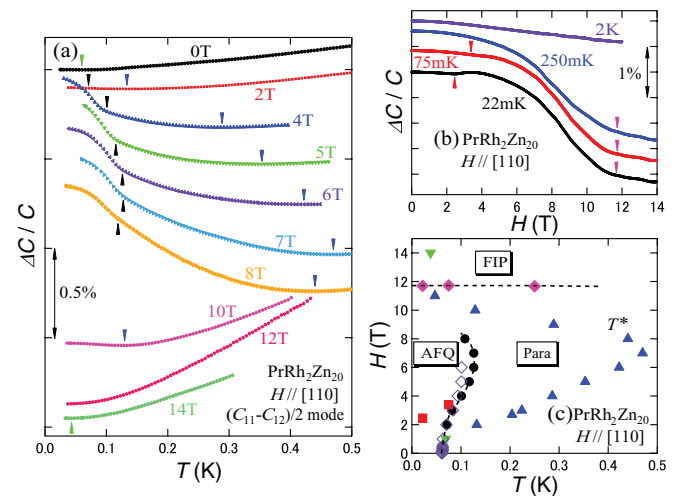 (a)
0T
2T
4T
5T
6T
7T
8T
10T
12T
14T
0.5%
PrRh2Zn20
H // [110]
(C11-C12)/2 mode
ΔC / C
0.0 0.1 0.2 0.3 0.4 0.5
T (K)
2K
250mK
75mK
22mK
1%
(b) PrRh2Zn20
H // [110]
ΔC / C
0 2 4 6 8 10 12 14
H (T)
14
12
10
8
6
4
2
0
H (T)
FIP
T*
AFQ
Para
(c) PrRh2Zn20
H // [110]
0.0 0.1 0.2 0.3 0.4 0.5
T (K)